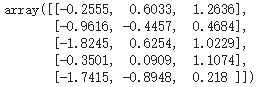 array([[-0.2555,  0.6033,  1.2636],
       [-0.9616, -0.4457,  0.4684],
       [-1.8245,  0.6254,  1.0229],
       [-0.3501,  0.0909,  1.1074],
       [-1.7415, -0.8948,  0.218 ]])